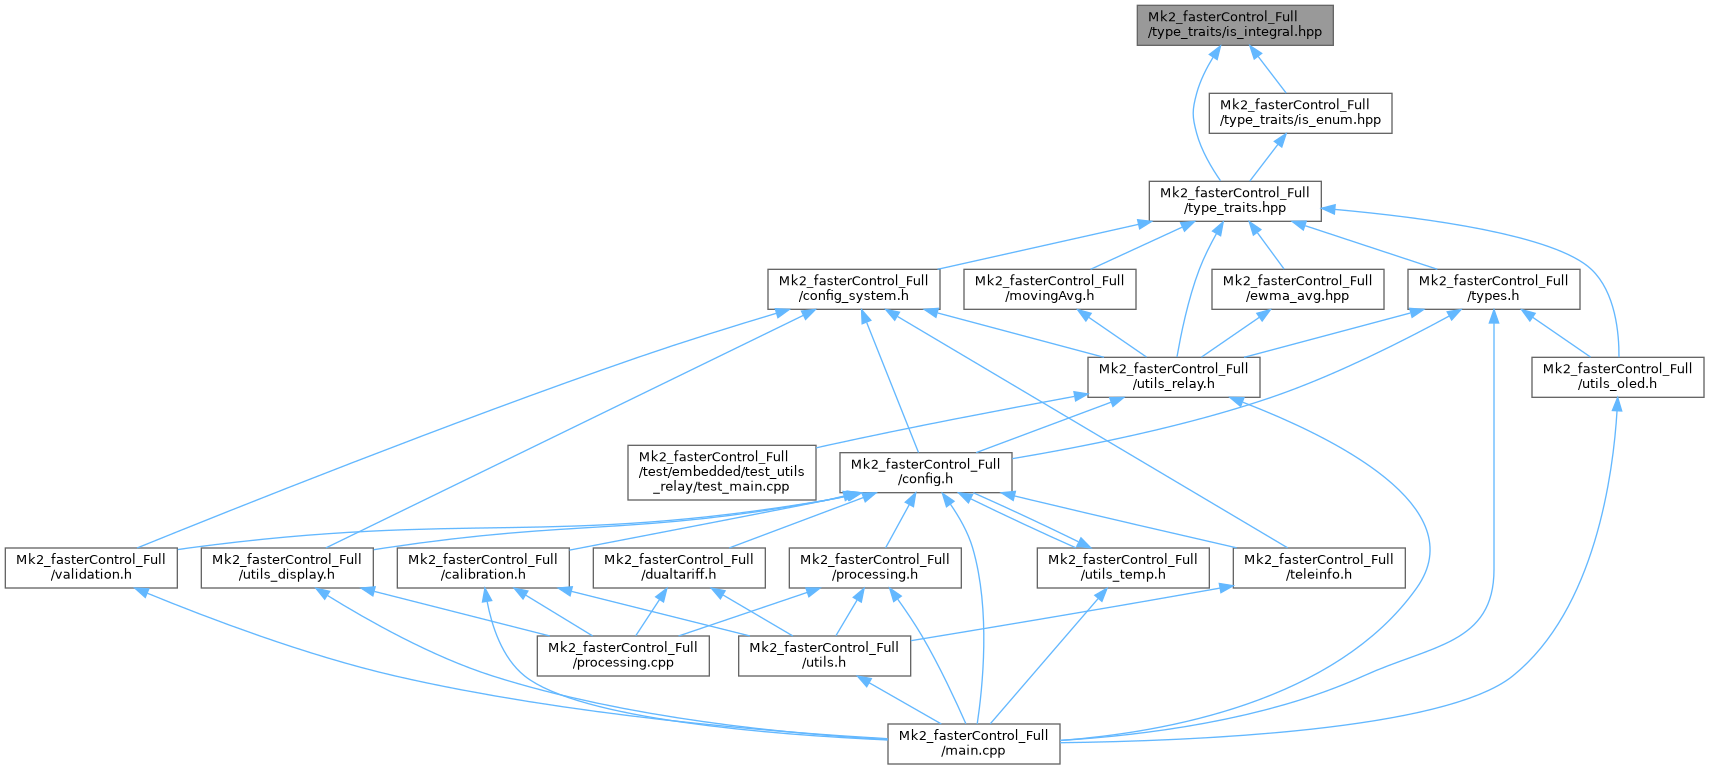 Mk2_fasterControl_Full
/type_traits/is_integral.hpp
Mk2_fasterControl_Full
/type_traits/is_enum.hpp
Mk2_fasterControl_Full
/type_traits.hpp
Mk2_fasterControl_Full
/config_system.h
Mk2_fasterControl_Full
/movingAvg.h
Mk2_fasterControl_Full
/ewma_avg.hpp
Mk2_fasterControl_Full
/types.h
Mk2_fasterControl_Full
/utils_relay.h
Mk2_fasterControl_Full
/utils_oled.h
Mk2_fasterControl_Full
/test/embedded/test_utils
_relay/test_main.cpp
Mk2_fasterControl_Full
/config.h
Mk2_fasterControl_Full
/validation.h
Mk2_fasterControl_Full
/utils_display.h
Mk2_fasterControl_Full
/calibration.h
Mk2_fasterControl_Full
/dualtariff.h
Mk2_fasterControl_Full
/processing.h
Mk2_fasterControl_Full
/utils_temp.h
Mk2_fasterControl_Full
/teleinfo.h
Mk2_fasterControl_Full
/processing.cpp
Mk2_fasterControl_Full
/utils.h
Mk2_fasterControl_Full
/main.cpp